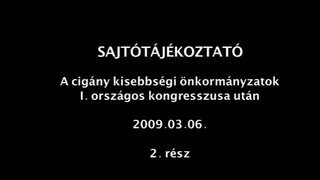 SAJTÓTÁJÉKOZTATÓ
A cigány kisebbségi önkormányzatok
I. országos kongresszusa után
2009.03.06.
2. rész